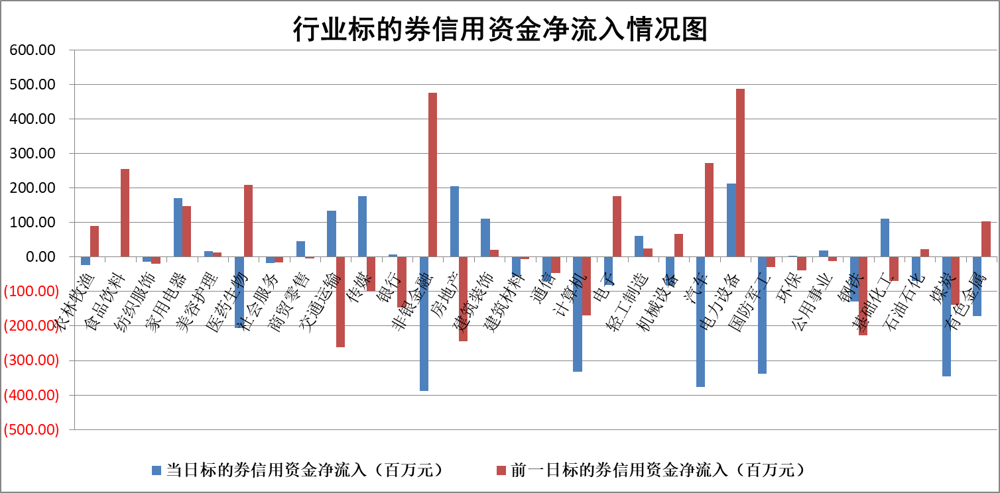 行业标的券信用资金净流入情况图
600.00
500.00
400.00
300.00
200.00
100.00
0.00
(100.00)
(200.00)
(300.00)
(400.00)
(500.00)
农林牧渔
食品饮料
纺织服饰
家用电器
美容护理
医药生物
社会服务
商贸零售
交通运输
传媒
银行
非银金融
房地产
建筑装饰
建筑材料
通信
计算机
电子
轻工制造
机械设备
汽车
电力设备
国防军工
环保
公用事业
钢铁
基础化工
石油石化
煤炭
有色金属
当日标的券信用资金净流入（百万元）
前一日标的券信用资金净流入（百万元）